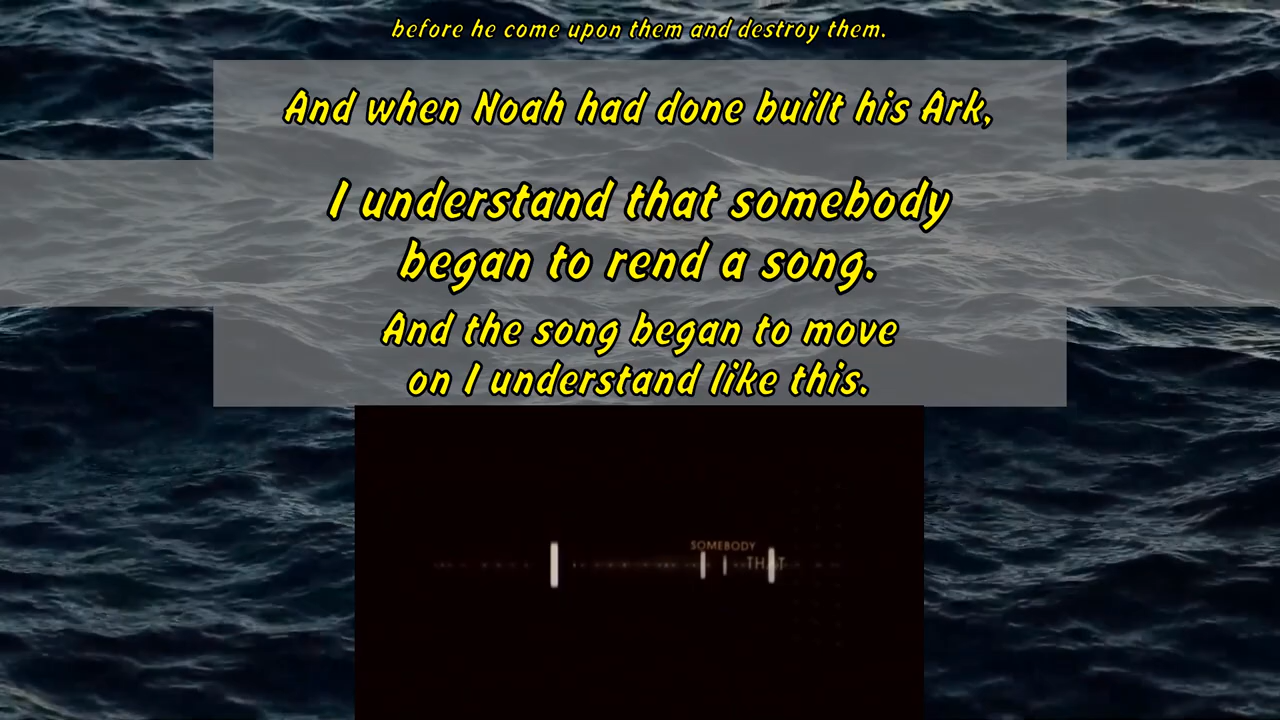 before he come upon them and destroy them.
And when Noah had done built his Ark,
I understand that somebody
began to rend a song.
And the song began to move
on I understand like this.
SOMEBODY
THAT